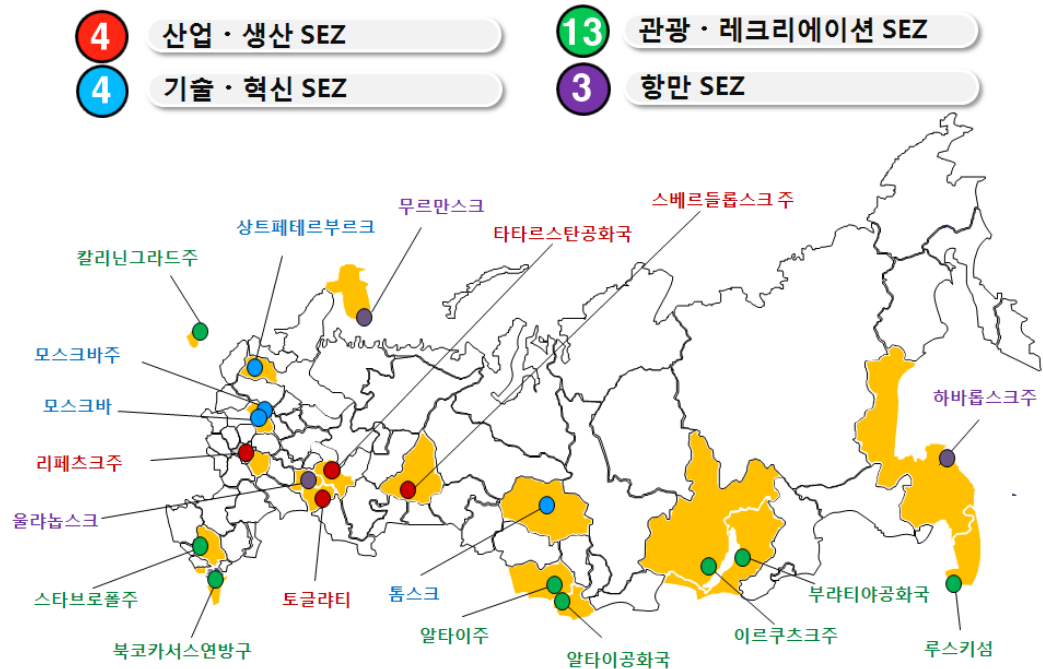 4 산업 · 생산 SEZ
13 관광 · 레크리에이션 SEZ
4 기술 · 혁신 SEZ
3 항만 SEZ
스베르들롭스크 주
무르만스크
상트페테르부르크
타타르스탄공화국
칼리닌그라드주
모스크바주
모스크바
하바롭스크주
리페츠크주
울랴놉스크
스타브로폴주
토글랴티
톰스크
부랴티야공화국
알타이주
이르쿠츠크주
북코카서스연방구
알타이공화국
루스키섬